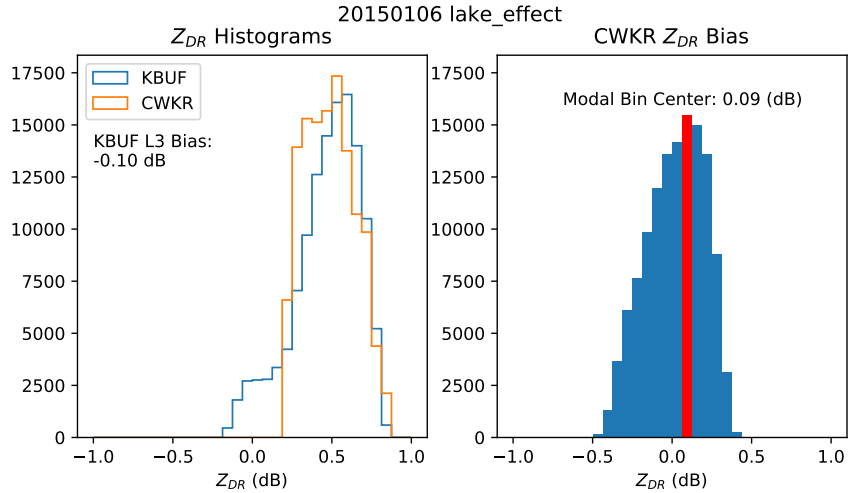 20150106 lake_effect
Z_DR Histograms
17500
15000
12500
10000
7500
5000
2500
0
KBUF
CWKR
KBUF L3 Bias:
-0.10 dB
−1.0 −0.5 0.0 0.5 1.0
Z_DR (dB)
CWKR Z_DR Bias
17500
15000
12500
10000
7500
5000
2500
0
Modal Bin Center: 0.09 (dB)
−1.0 −0.5 0.0 0.5 1.0
Z_DR (dB)